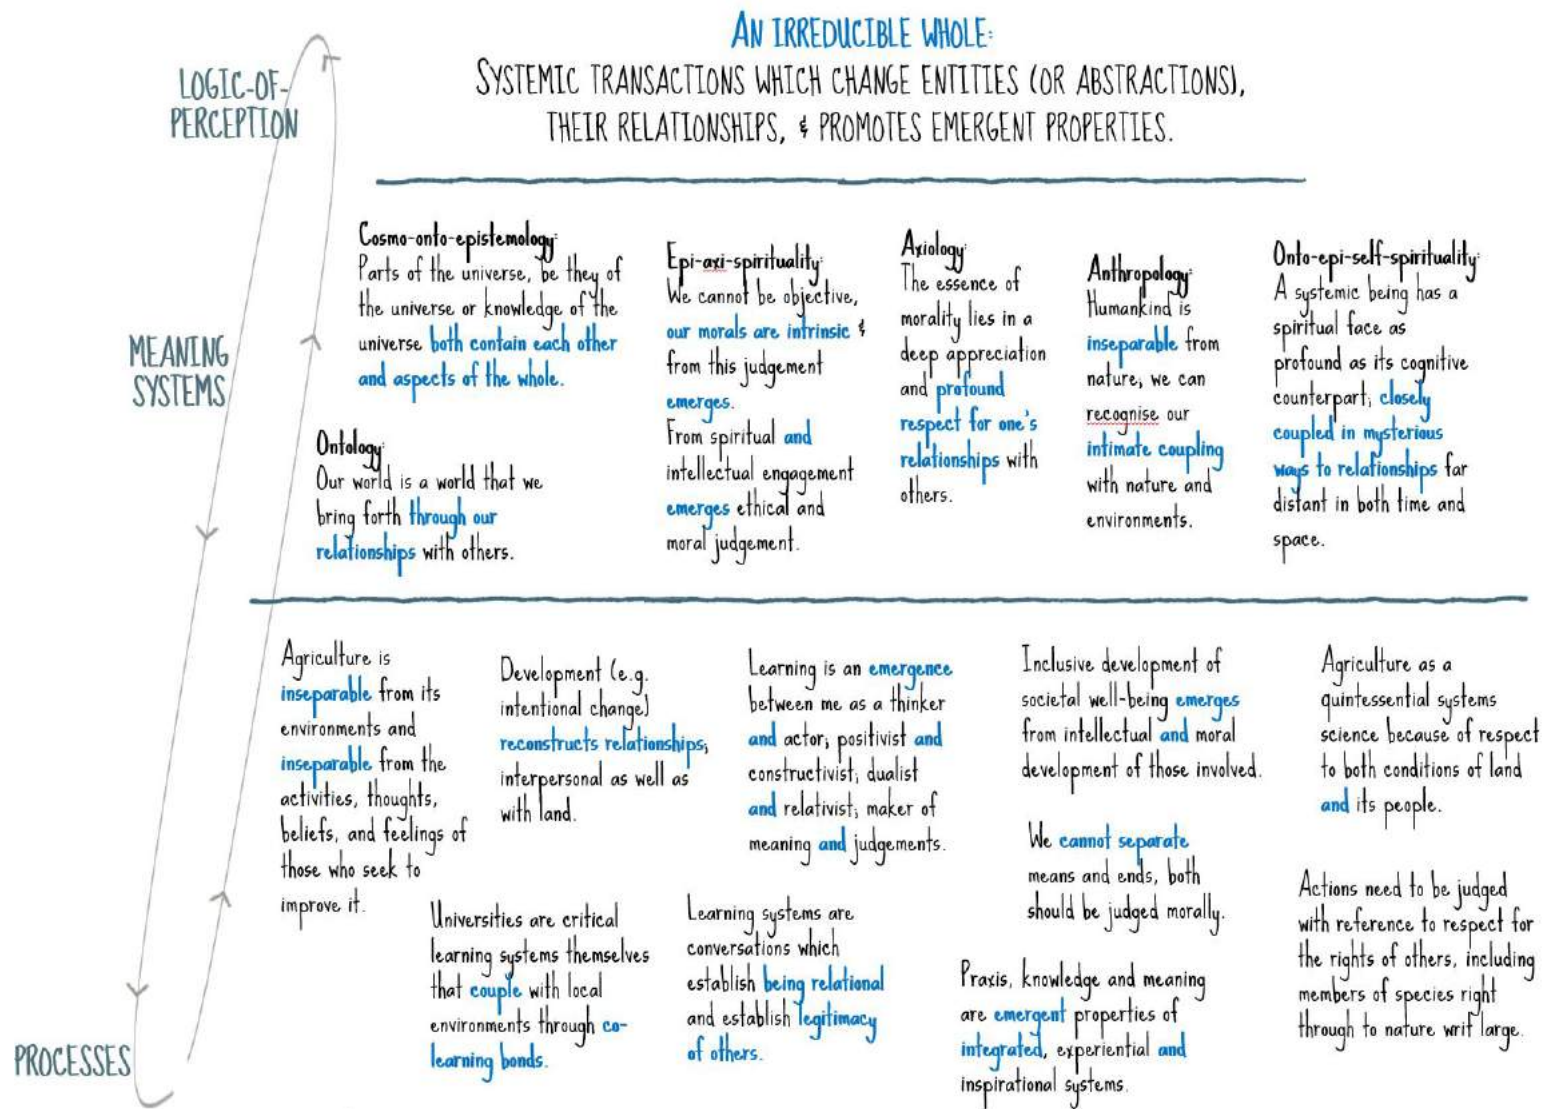 AN IRREDUCIBLE WHOLE:
SYSTEMIC TRANSACTIONS WHICH CHANGE ENTITIES (OR ABSTRACTIONS),
THEIR RELATIONSHIPS, & PROMOTES EMERGENT PROPERTIES.
LOGIC-OF-
PERCEPTION
MEANING
SYSTEMS
Cosmo-onto-epistemology:
Parts of the universe, be they of
the universe or knowledge of the
universe both contain each other
and aspects of the whole.
Ontology:
Our world is a world that we
bring forth through our
relationships with others.
Epi-axi-spirituality:
We cannot be objective,
our morals are intrinsic &
from this judgement
emerges.
From spiritual and
intellectual engagement
emerges ethical and
moral judgement.
Axiology:
The essence of
morality lies in a
deep appreciation
and profound
respect for one's
relationships with
others.
Anthropology:
Humankind is
inseparable from
nature; we can
recognise our
intimate coupling
with nature and
environments.
Onto-epi-self-spirituality:
A systemic being has a
spiritual face as
profound as its cognitive
counterpart; closely
coupled in mysterious
ways to relationships far
distant in both time and
space.
PROCESSES
Agriculture is
inseparable from its
environments and
inseparable from the
activities, thoughts,
beliefs, and feelings of
those who seek to
improve it.
Development (e.g.
intentional change)
reconstructs relationships;
interpersonal as well as
with land.
Learning is an emergence
between me as a thinker
and actor; positivist and
constructivist; dualist
and relativist; maker of
meaning and judgements.
Inclusive development of
societal well-being emerges
from intellectual and moral
development of those involved.
Agriculture as a
quintessential systems
science because of respect
to both conditions of land
and its people.
We cannot separate
means and ends, both
should be judged morally.
Universities are critical
learning systems themselves
that couple with local
environments through co-
learning bonds.
Learning systems are
conversations which
establish being relational
and establish legitimacy
of others.
Praxis, knowledge and meaning
are emergent properties of
integrated, experiential and
inspirational systems.
Actions need to be judged
with reference to respect for
the rights of others, including
members of species right
through to nature writ large.